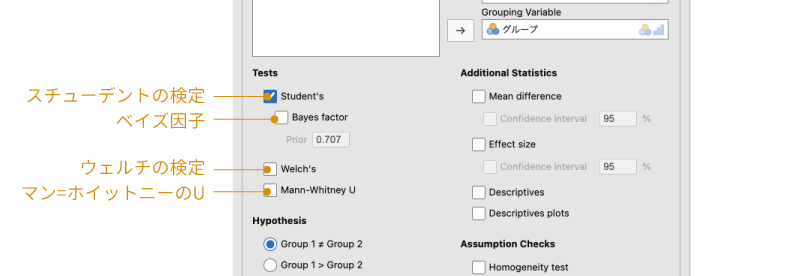 Grouping Variable
グループ
Tests
スチューデントの検定
Student's
ベイズ因子
Bayes factor
Prior 0.707
ウェルチの検定
Welch's
マン=ホイットニーのU
Mann-Whitney U
Hypothesis
Group 1 ≠ Group 2
Group 1 > Group 2
Additional Statistics
Mean difference
Confidence interval 95 %
Effect size
Confidence interval 95 %
Descriptives
Descriptives plots
Assumption Checks
Homogeneity test